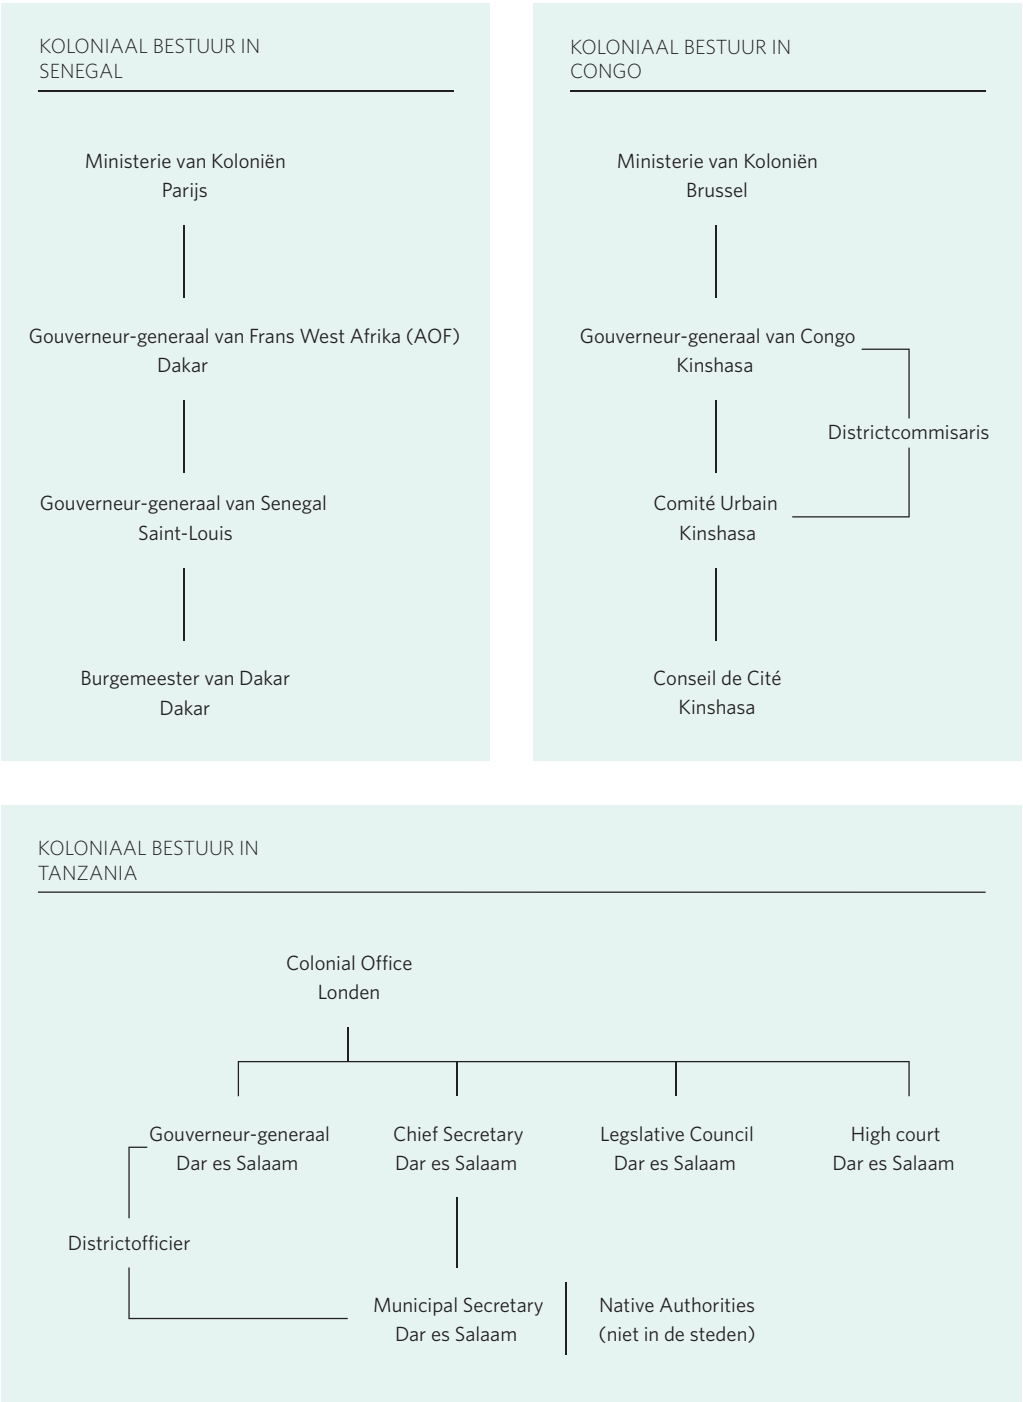 KOLONIAAL BESTUUR IN
SENEGAL
Ministerie van Koloniën
Parijs
Gouverneur-generaal van Frans West Afrika (AOF)
Dakar
Gouverneur-generaal van Senegal
Saint-Louis
Burgemeester van Dakar
Dakar
KOLONIAAL BESTUUR IN
CONGO
Ministerie van Koloniën
Brussel
Gouverneur-generaal van Congo
Kinshasa
Districtcommisaris
Comité Urbain
Kinshasa
Conseil de Cité
Kinshasa
KOLONIAAL BESTUUR IN
TANZANIA
Colonial Office
Londen
Gouverneur-generaal
Dar es Salaam
Chief Secretary
Dar es Salaam
Legslative Council
Dar es Salaam
High court
Dar es Salaam
Districtofficier
Municipal Secretary
Dar es Salaam
Native Authorities
(niet in de steden)